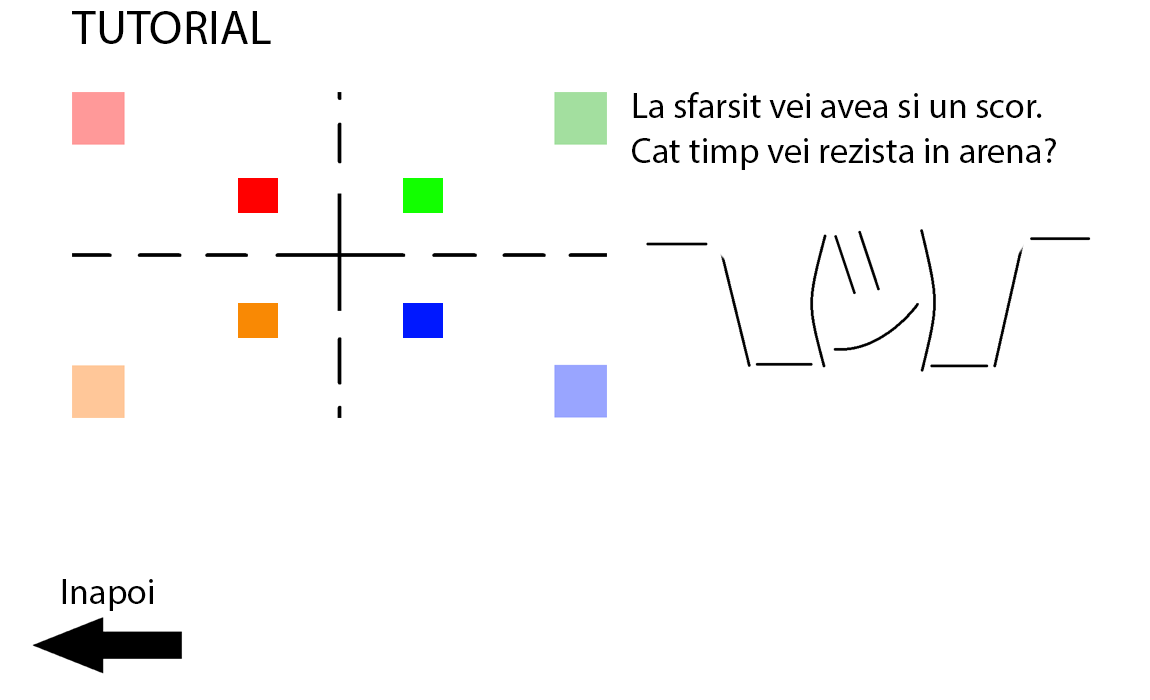 TUTORIAL
La sfarsit vei avea si un scor.
Cat timp vei rezista in arena?
Inapoi